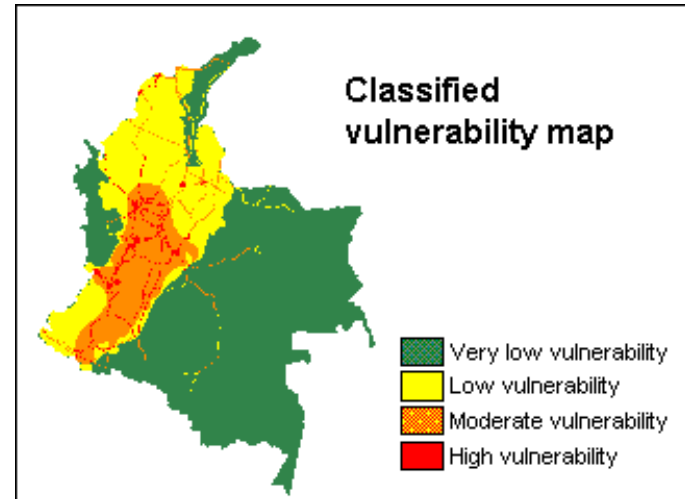 Classified
vulnerability map
Very low vulnerability
Low vulnerability
Moderate vulnerability
High vulnerability